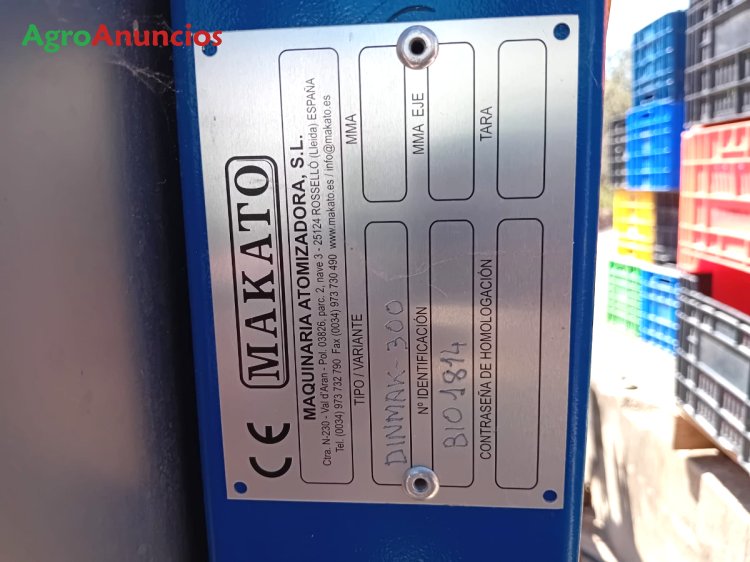 AgroAnuncios
CE MAKATO
MAQUINARIA ATOMIZADORA, S.L.
Ctra. N-230 - Val d'Aran - Pol. 03826, parc. 2, nave 3 - 25124 ROSSELLÓ (Lleida) ESPAÑA
Tel. (0034) 973 732 790 Fax (0034) 973 730 490 www.makato.es / info@makato.es
TIPO / VARIANTE
MMA
DINMAK-300
Nº IDENTIFICACIÓN
MMA EJE
BIO1814
CONTRASEÑA DE HOMOLOGACIÓN
TARA